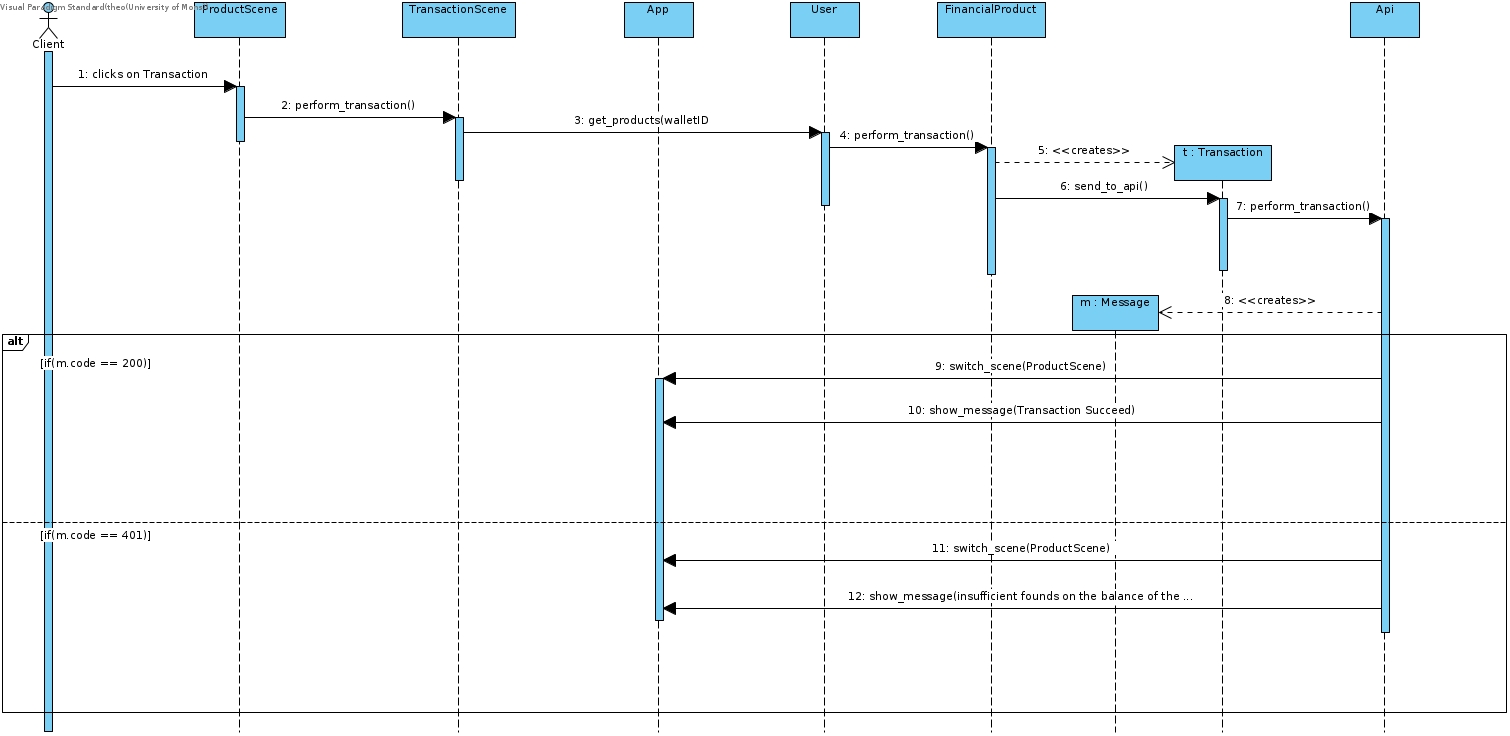 Visual Paradigm Standard(theo(University of Mons
ProductScene
TransactionScene
App
User
FinancialProduct
Api
Client
1: clicks on Transaction
2: perform_transaction()
3: get_products(walletID
4: perform_transaction()
5: <<creates>>
t : Transaction
6: send_to_api()
7: perform_transaction()
m : Message
8: <<creates>>
alt
[if(m.code == 200)]
9: switch_scene(ProductScene)
10: show_message(Transaction Succeed)
[if(m.code == 401)]
11: switch_scene(ProductScene)
12: show_message(insufficient founds on the balance of the ...